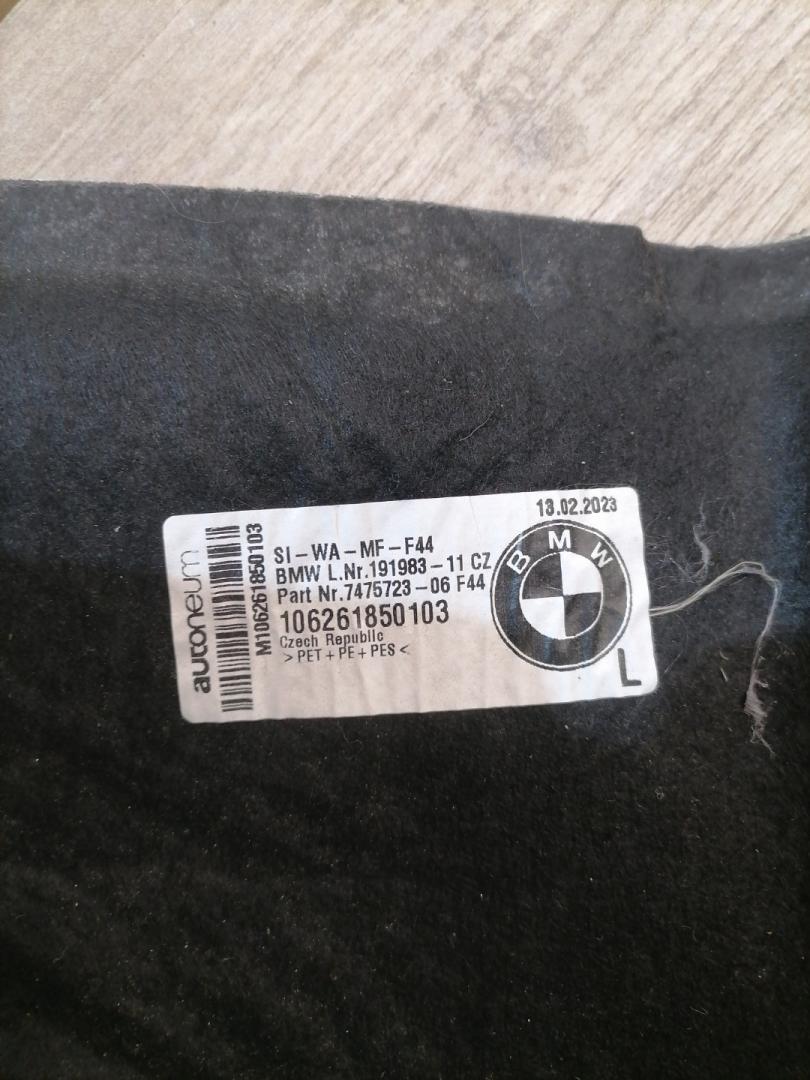 13.02.2023
autoneum
M106261850103
SI-WA-MF-F44
BMW L.Nr.191983-11 CZ
Part Nr.7475723-06 F44
106261850103
Czech Republic
>PET+PE+PES<
BMW
L